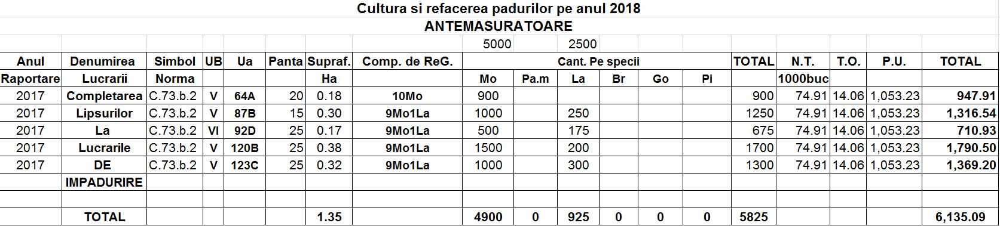 Cultura si refacerea padurilor pe anul 2018
ANTEMASURATOARE
5000 2500
Anul Denumirea Simbol UB Ua Panta Supraf. Comp. de ReG. Cant. Pe specii TOTAL N.T. T.O. P.U. TOTAL
Raportare Lucrarii Norma Ha Mo Pa.m La Br Go Pi 1000buc
2017 Completarea C.73.b.2 V 64A 20 0.18 10Mo 900 900 74.91 14.06 1,053.23 947.91
2017 Lipsurilor C.73.b.2 V 87B 15 0.30 9Mo1La 1000 250 1250 74.91 14.06 1,053.23 1,316.54
2017 La C.73.b.2 VI 92D 25 0.17 9Mo1La 500 175 675 74.91 14.06 1,053.23 710.93
2017 Lucrarile C.73.b.2 V 120B 25 0.38 9Mo1La 1500 200 1700 74.91 14.06 1,053.23 1,790.50
2017 DE C.73.b.2 V 123C 25 0.32 9Mo1La 1000 300 1300 74.91 14.06 1,053.23 1,369.20
IMPADURIRE
TOTAL 1.35 4900 0 925 0 0 0 5825 6,135.09